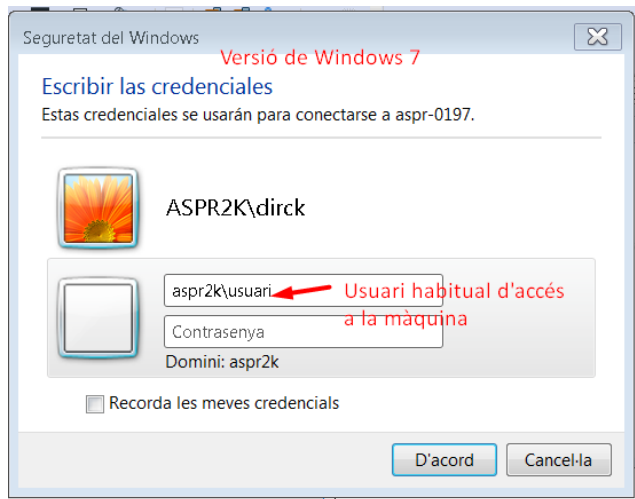 Seguretat del Windows
Versió de Windows 7
Escribir las credenciales
Estas credenciales se usarán para conectarse a aspr-0197.
ASPR2K\dirck
aspr2k\usuari
Usuari habitual d'accés
a la màquina
Contrasenya
Domini: aspr2k
Recorda les meves credencials
D'acord
Cancel·la